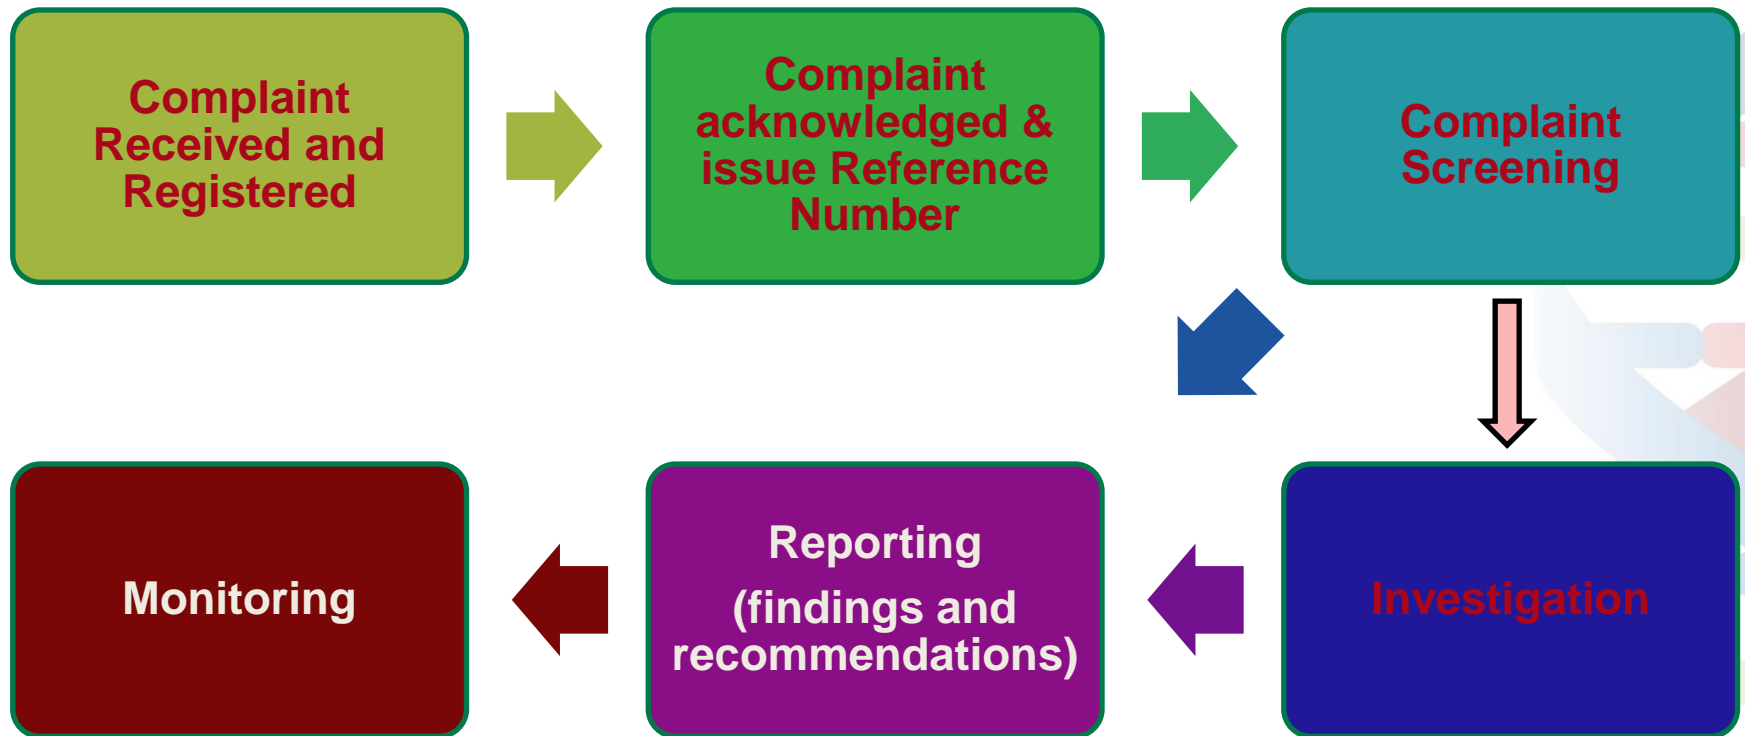 Complaint
Received and
Registered
Complaint
acknowledged &
issue Reference
Number
Complaint
Screening
Investigation
Reporting
(findings and
recommendations)
Monitoring